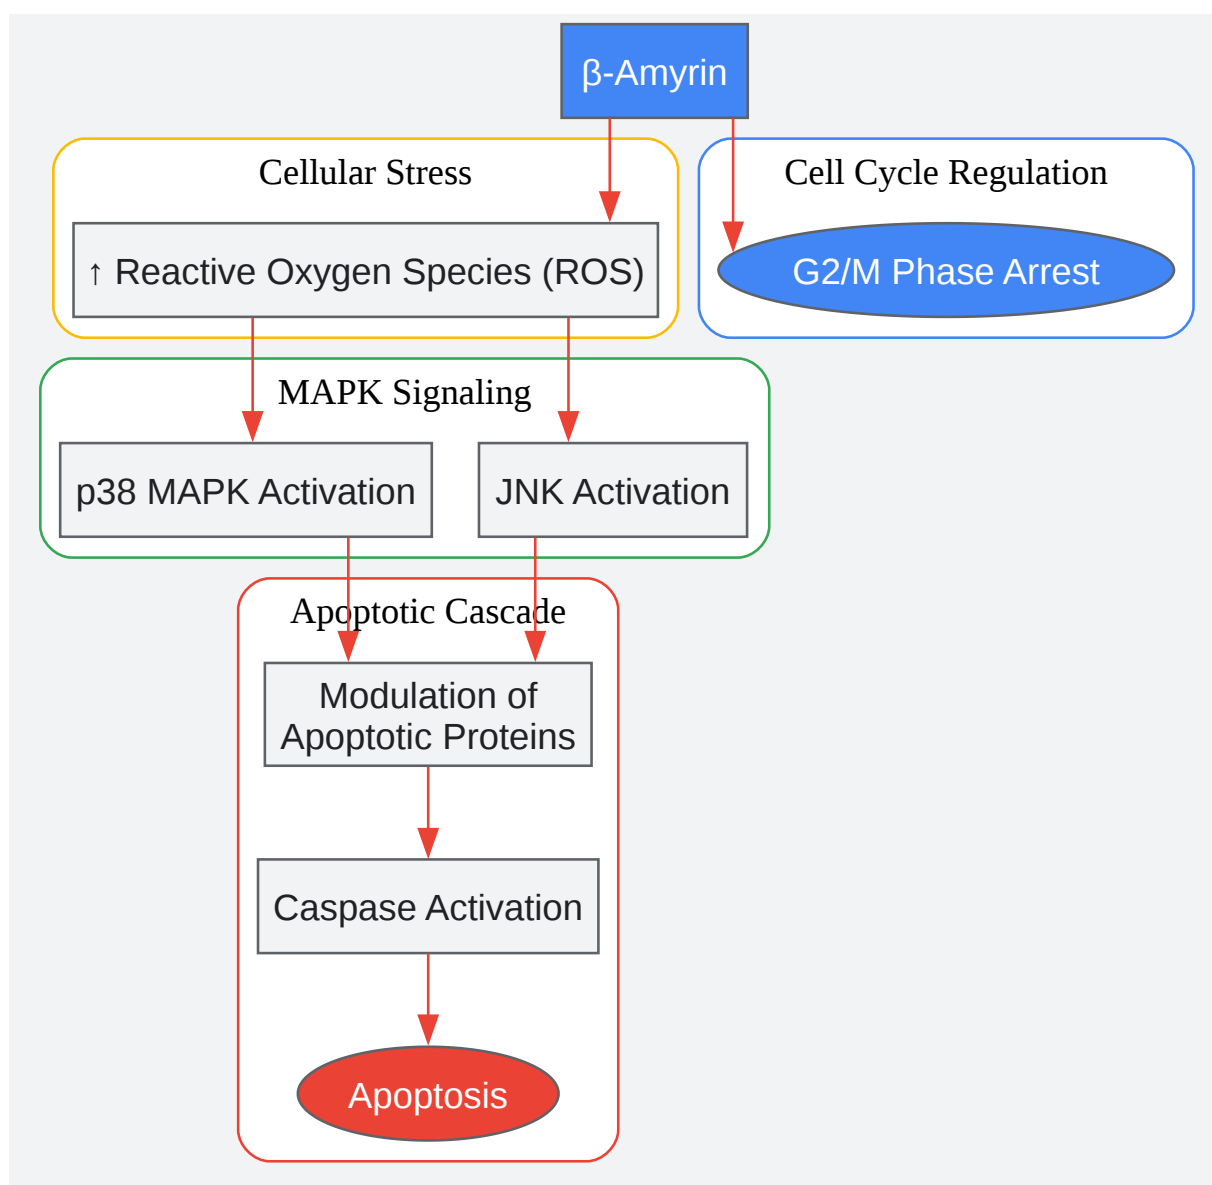 β-Amyrin
Cellular Stress
Cell Cycle Regulation
↑ Reactive Oxygen Species (ROS)
G2/M Phase Arrest
MAPK Signaling
p38 MAPK Activation
JNK Activation
Apoptotic Cascade
Modulation of
Apoptotic Proteins
Caspase Activation
Apoptosis